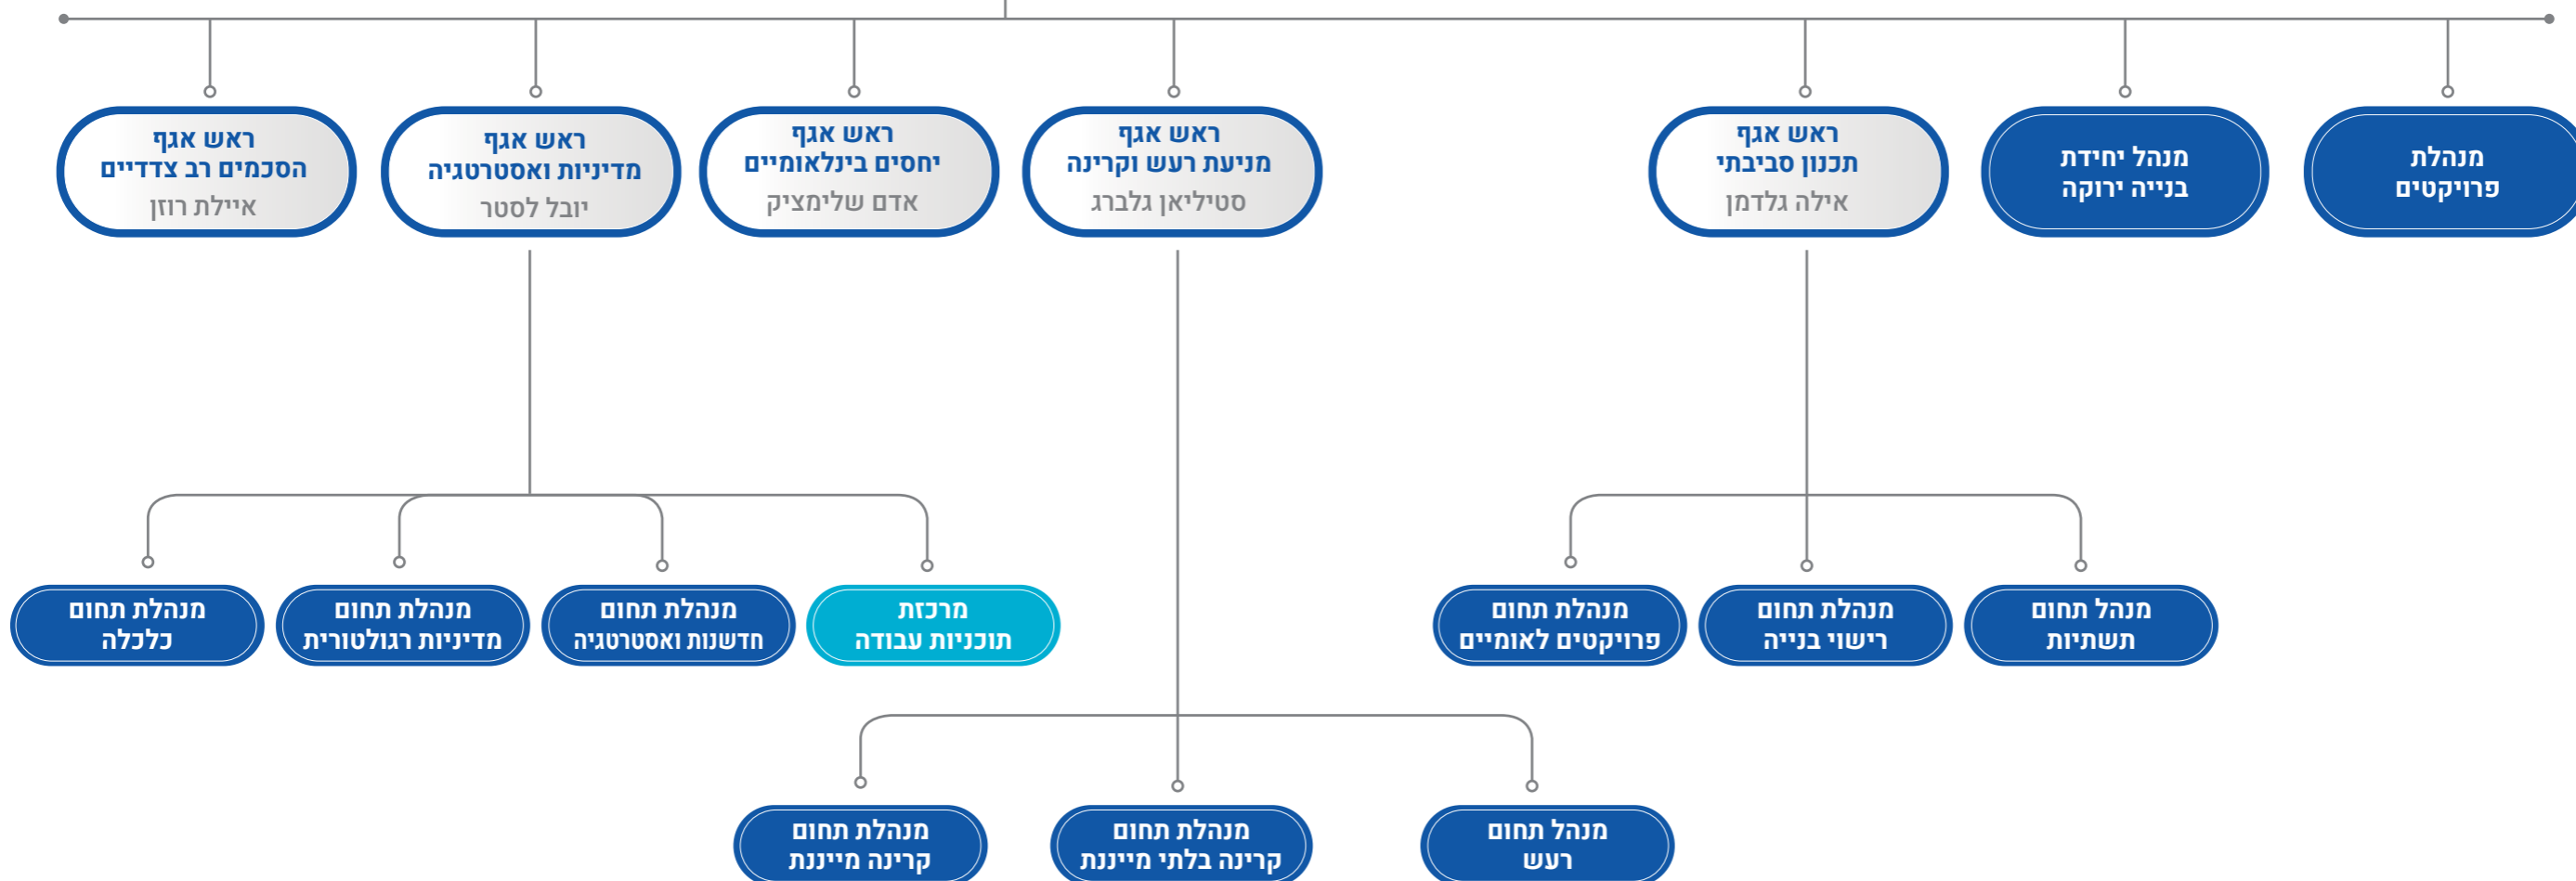 מנהלת
פרויקטים
מנהל יחידת
בנייה ירוקה
ראש אגף
תכנון סביבתי
אילה גלדמן
ראש אגף
מניעת רעש וקרינה
סטיליאן גלברג
ראש אגף
יחסים בינלאומיים
אדם שלימציק
ראש אגף
מדיניות ואסטרטגיה
יובל לסטר
ראש אגף
הסכמים רב צדדיים
איילת רוזן
מנהל תחום
תשתיות
מנהלת תחום
רישוי בנייה
מנהלת תחום
פרויקטים לאומיים
מרכזת
תוכניות עבודה
מנהלת תחום
חדשנות ואסטרטגיה
מנהלת תחום
מדיניות רגולטורית
מנהלת תחום
כלכלה
מנהל תחום
רעש
מנהלת תחום
קרינה בלתי מייננת
מנהלת תחום
קרינה מייננת